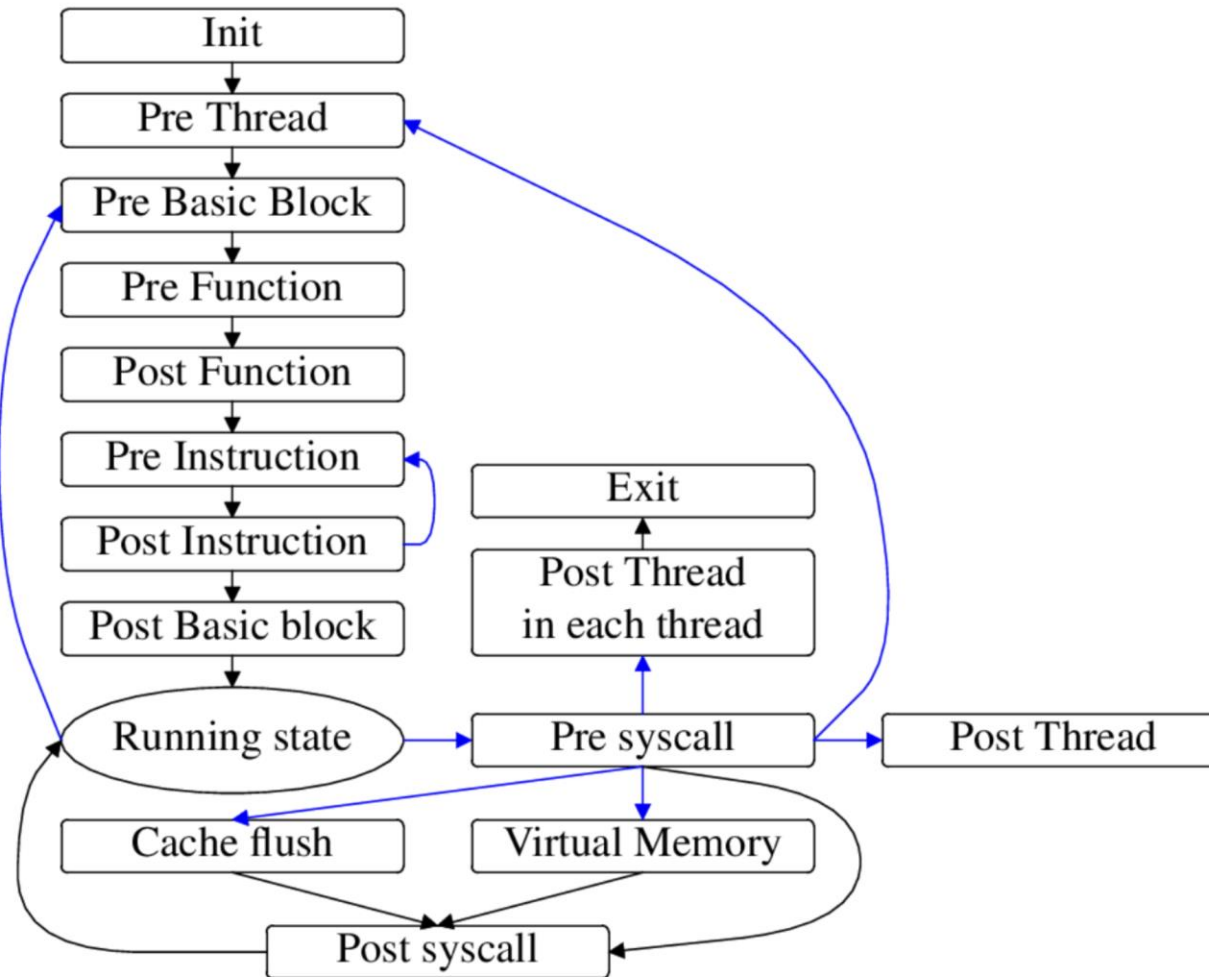 Init
Pre Thread
Pre Basic Block
Pre Function
Post Function
Pre Instruction
Post Instruction
Post Basic block
Running state
Exit
Post Thread
in each thread
Pre syscall
Post Thread
Cache flush
Virtual Memory
Post syscall